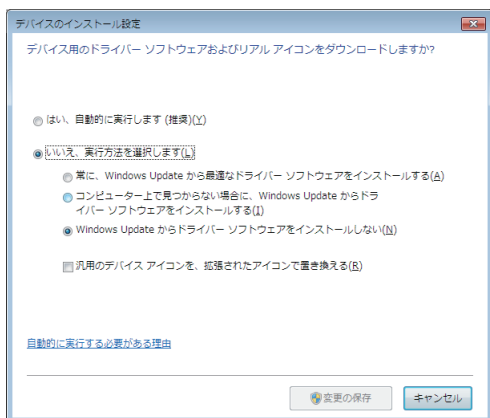 デバイスのインストール設定
デバイス用のドライバー ソフトウェアおよびリアル アイコンをダウンロードしますか?
はい、自動的に実行します (推奨)(Y)
いいえ、実行方法を選択します(L)
常に、Windows Update から最適なドライバー ソフトウェアをインストールする(A)
コンピューター上で見つからない場合に、Windows Update からドラ
イバー ソフトウェアをインストールする(I)
Windows Update からドライバー ソフトウェアをインストールしない(N)
汎用のデバイス アイコンを、拡張されたアイコンで置き換える(R)
自動的に実行する必要がある理由
変更の保存
キャンセル